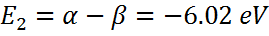 E₂ = α − β = −6.02 eV